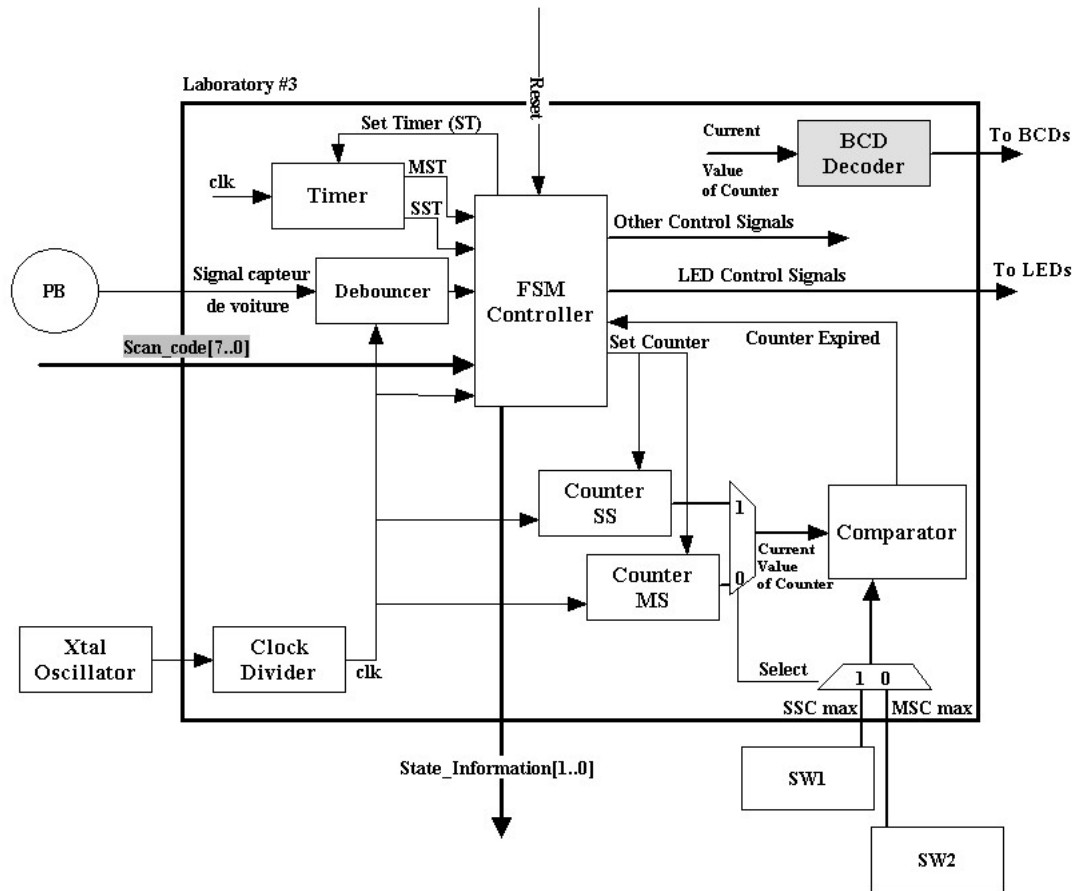 Laboratory #3
Reset
Set Timer (ST)
MST
SST
clk
Timer
Current
Value
of Counter
BCD
Decoder
To BCDs
Other Control Signals
PB
Signal capteur
de voiture
Debouncer
FSM
Controller
LED Control Signals
To LEDs
Scan_code[7..0]
Set Counter
Counter Expired
Counter
SS
1
0
Current
Value
of Counter
Comparator
Counter
MS
Xtal
Oscillator
Clock
Divider
clk
Select
1 0
SSC max
MSC max
State_Information[1..0]
SW1
SW2